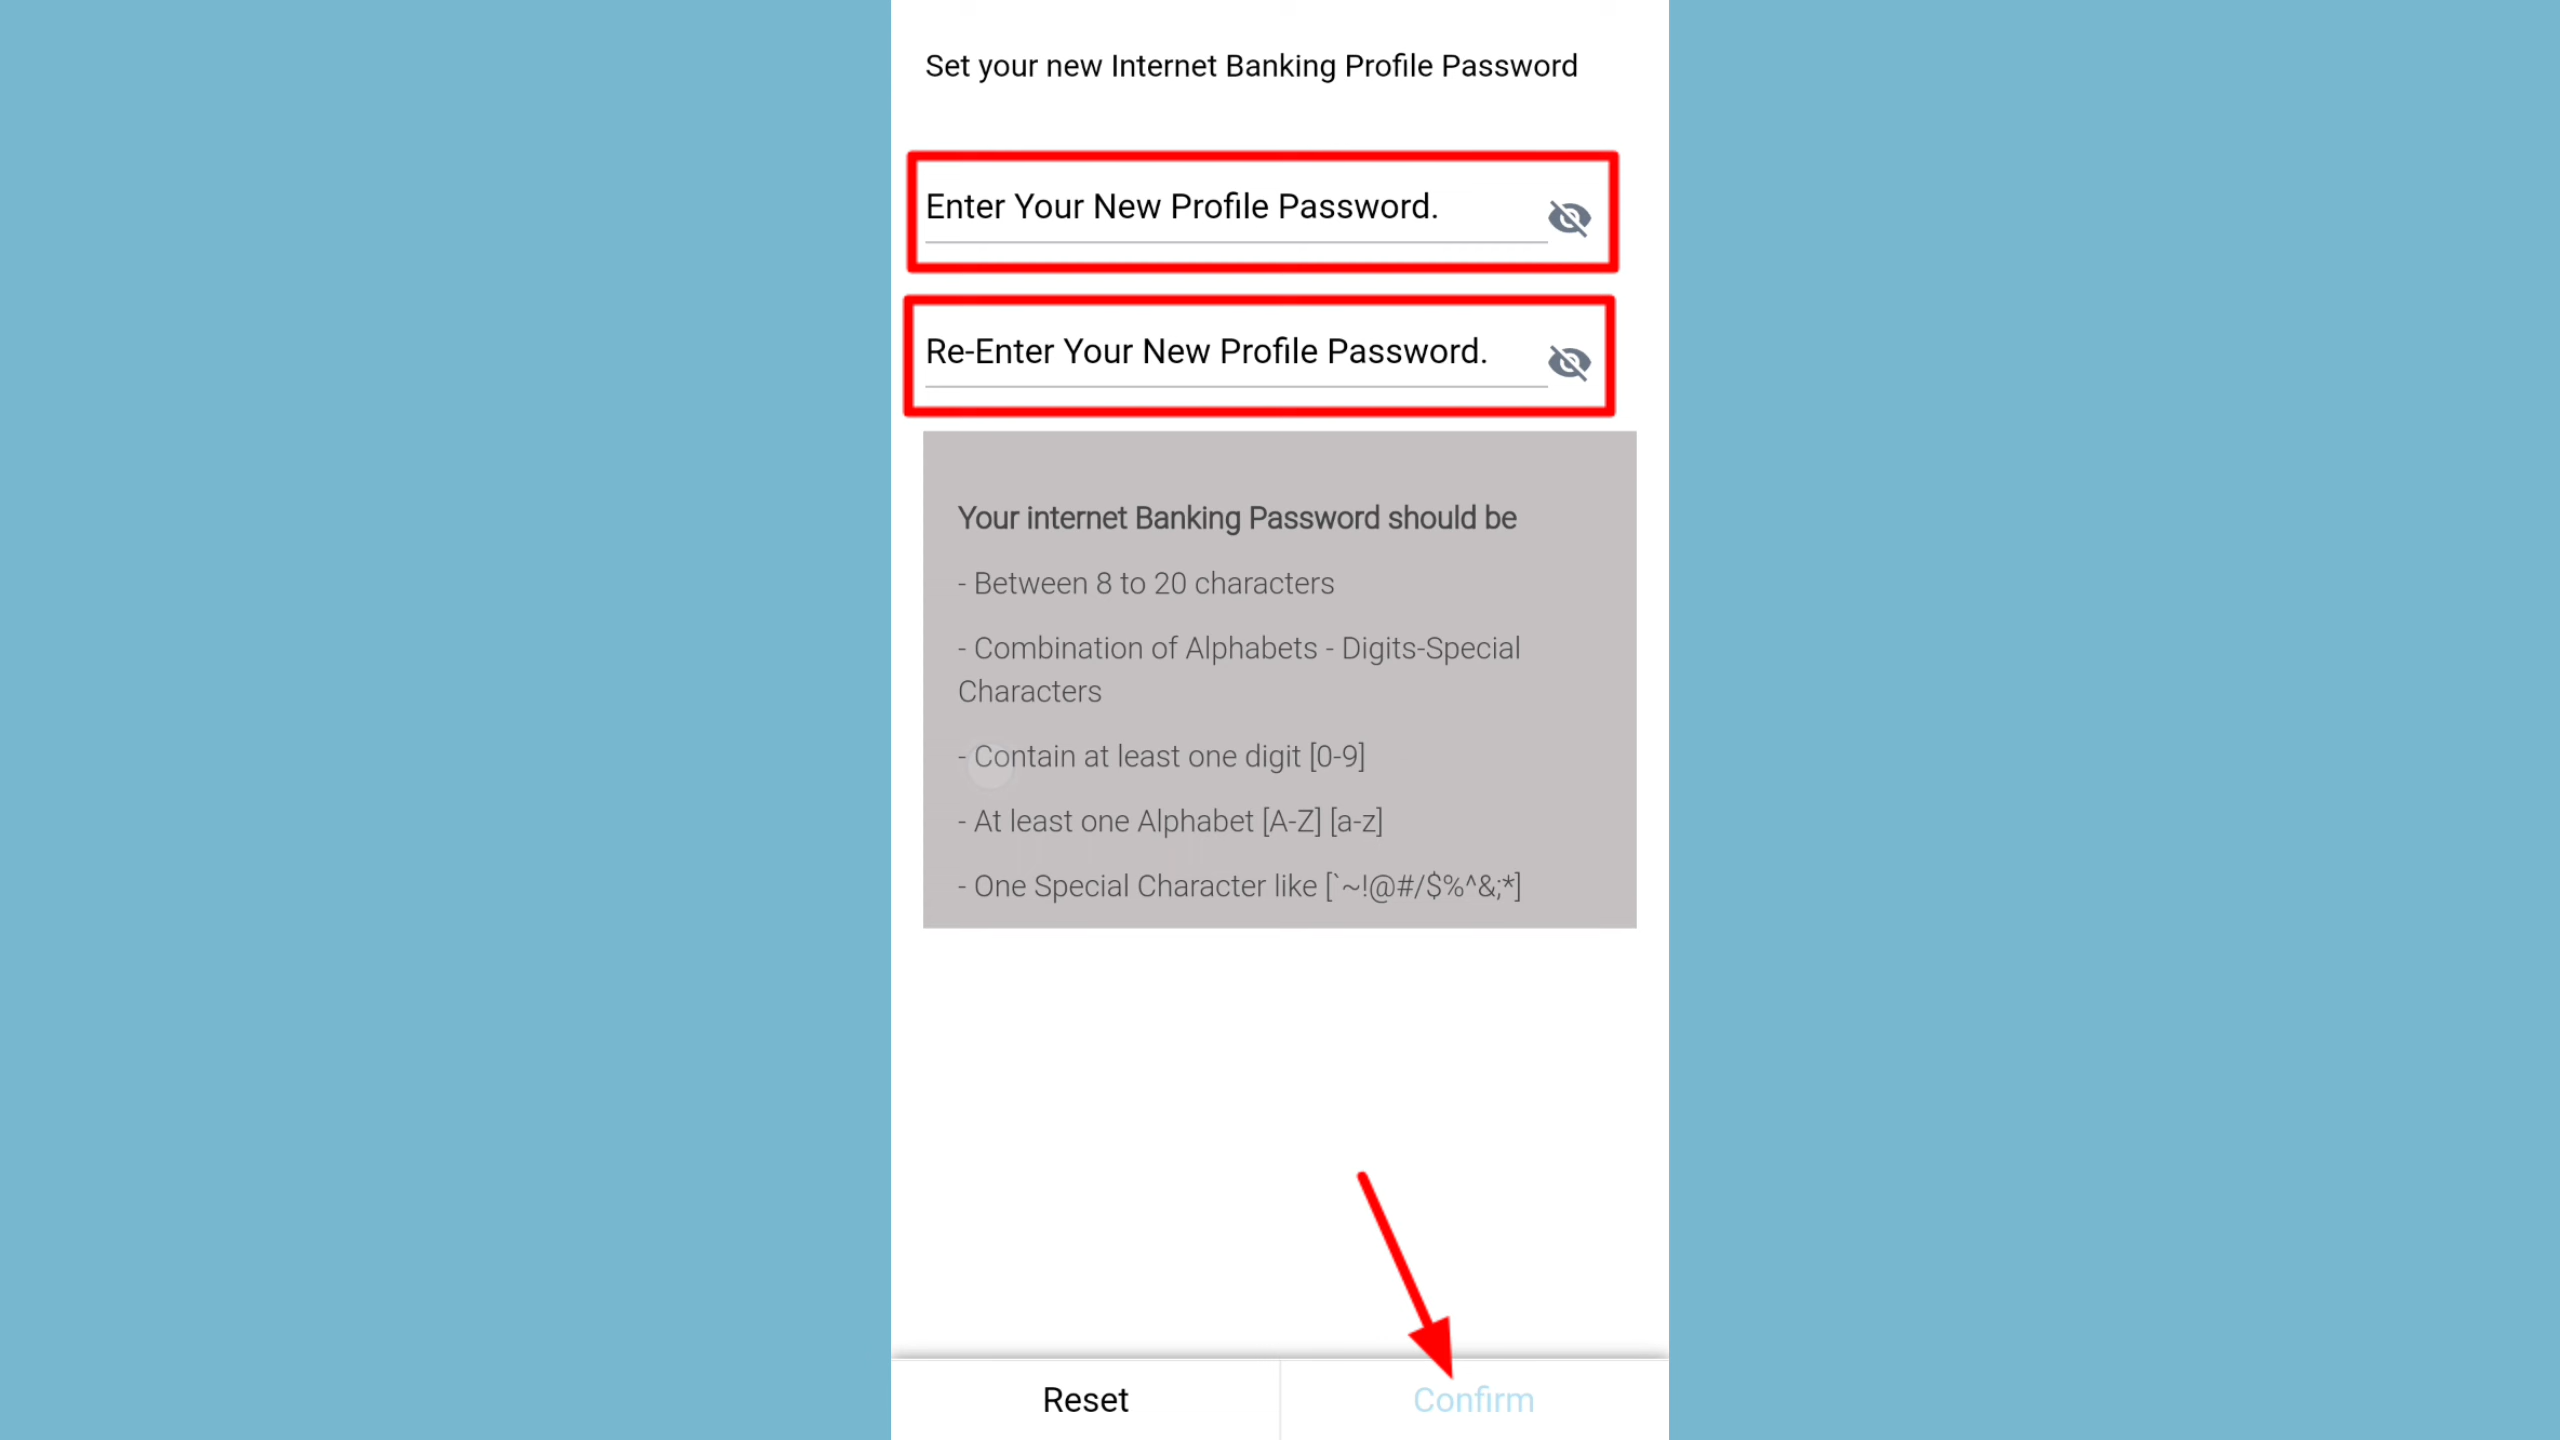 Set your new Internet Banking Profile Password
Enter Your New Profile Password.
Re-Enter Your New Profile Password.
Your internet Banking Password should be
- Between 8 to 20 characters
- Combination of Alphabets - Digits-Special
Characters
- Contain at least one digit [0-9]
- At least one Alphabet [A-Z] [a-z]
- One Special Character like [`~!@#/$%^&;*]
Reset
Confirm